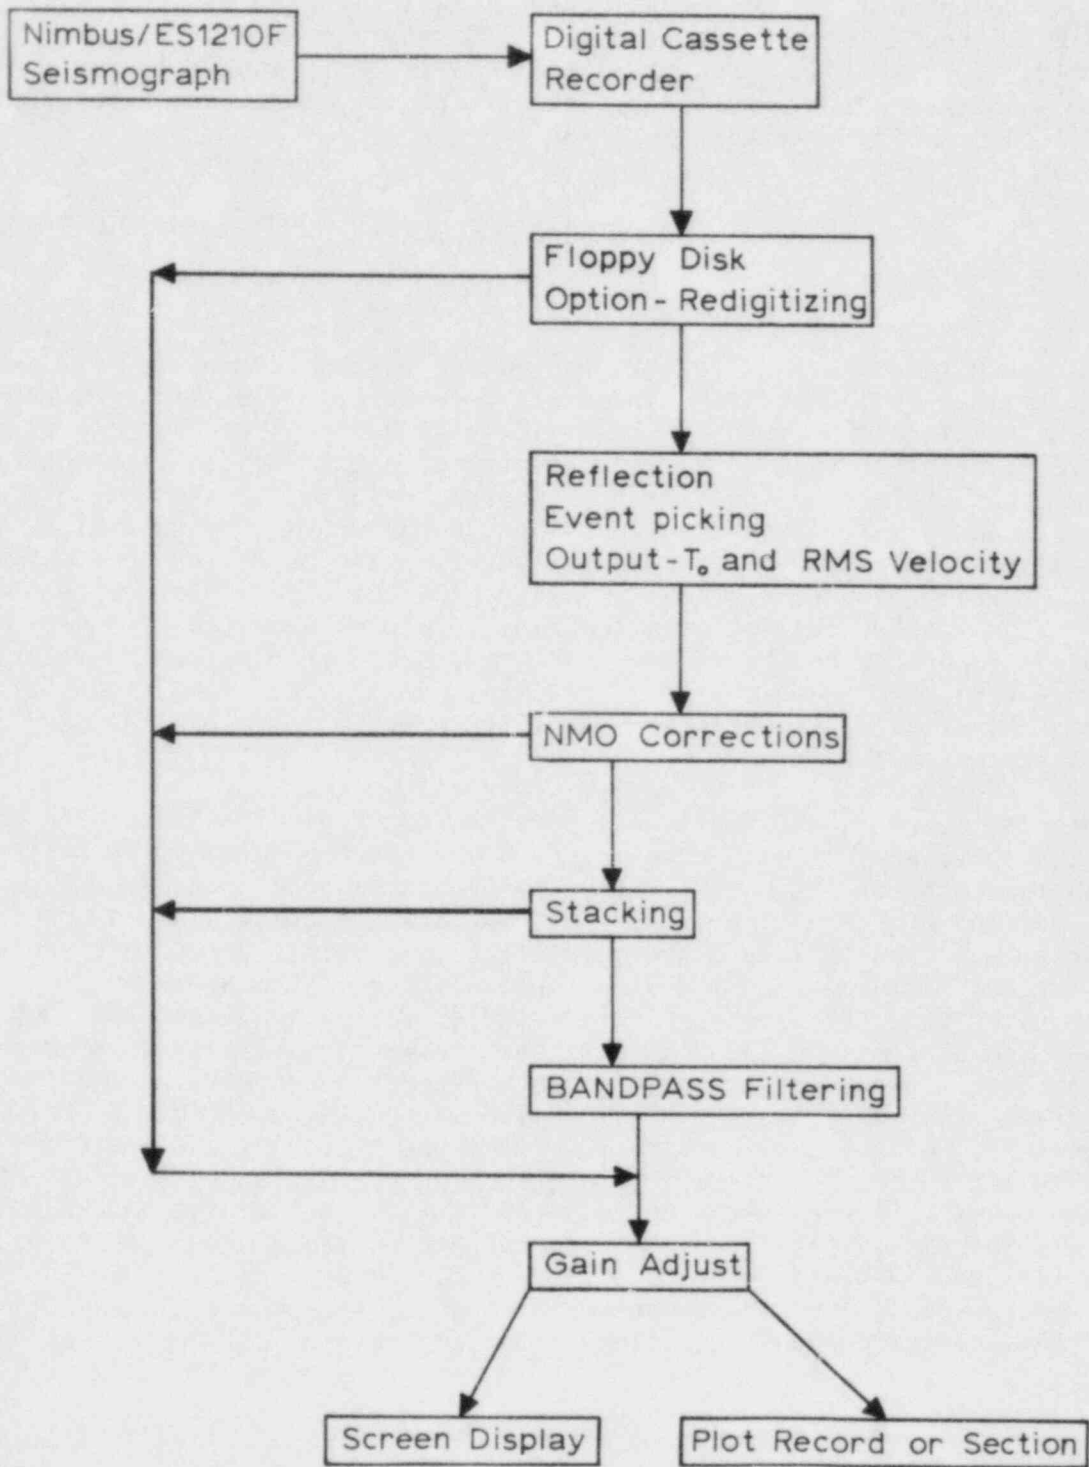 Nimbus/ES1210F
Seismograph
Digital Cassette
Recorder
Floppy Disk
Option - Redigitizing
Reflection
Event picking
Output - T₀ and RMS Velocity
NMO Corrections
Stacking
BANDPASS Filtering
Gain Adjust
Screen Display
Plot Record or Section